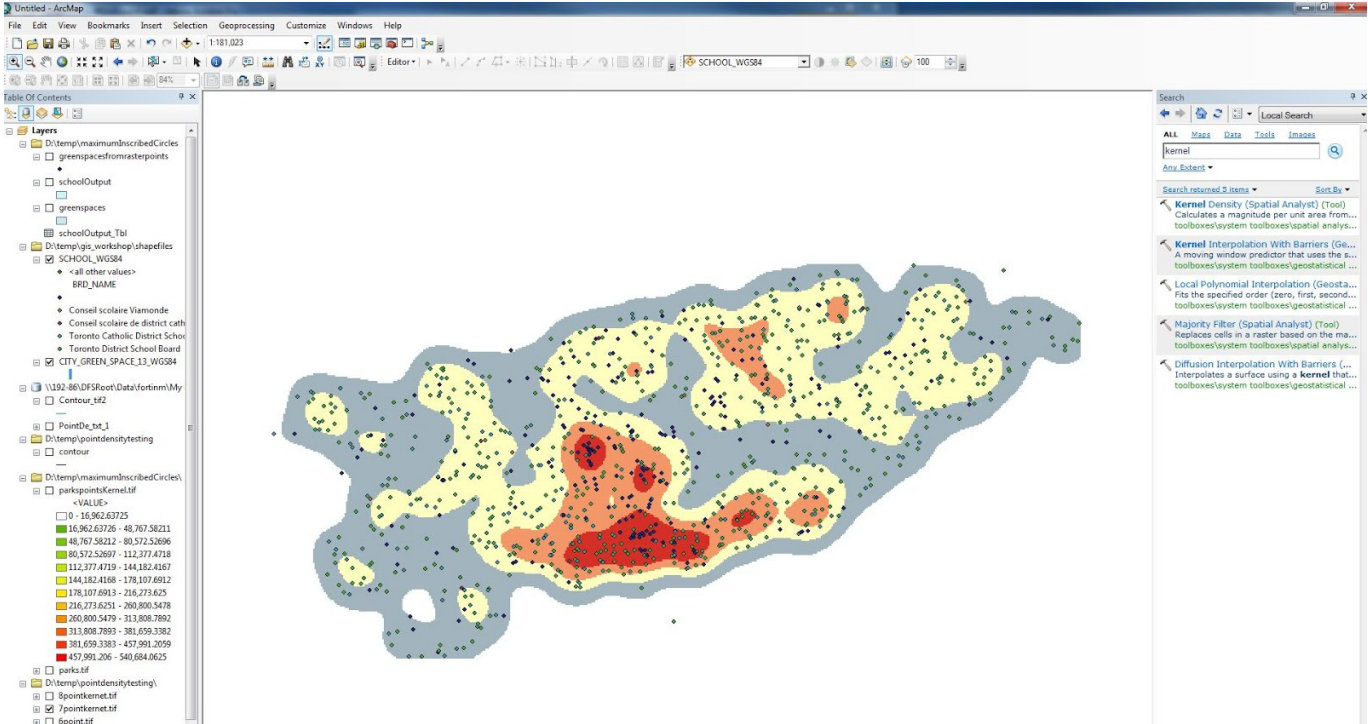 Untitled - ArcMap
File Edit View Bookmarks Insert Selection Geoprocessing Customize Windows Help
1:181,023
Editor
SCHOOL_WGS84
100
84%
Table Of Contents
Layers
D:\temp\maximumInscribedCircles
greenspacesfromrasterpoints
schoolOutput
greenspaces
schoolOutput_Tbl
D:\temp\gis_workshop\shapefiles
SCHOOL_WGS84
<all other values>
BRD_NAME
Conseil scolaire Viamonde
Conseil scolaire de district cath
Toronto Catholic District Schoo
Toronto District School Board
CITY_GREEN_SPACE_13_WGS84
\\192-86\DFSRoot\Data\fortinm\My
Contour_tif2
PointDe_txt_1
D:\temp\pointdensitytesting
contour
D:\temp\maximumInscribedCircles\
parkspointsKernel.tif
<VALUE>
0 - 16,962.63725
16,962.63726 - 48,767.58211
48,767.58212 - 80,572.52696
80,572.52697 - 112,377.4718
112,377.4719 - 144,182.4167
144,182.4168 - 178,107.6912
178,107.6913 - 216,273.625
216,273.6251 - 260,800.5478
260,800.5479 - 313,808.7892
313,808.7893 - 381,659.3382
381,659.3383 - 457,991.2059
457,991.206 - 540,684.0625
parks.tif
D:\temp\pointdensitytesting\
8pointkernet.tif
7pointkernet.tif
6point.tif
Search
Local Search
ALL Maps Data Tools Images
kernel
Any Extent
Search returned 5 items Sort By
Kernel Density (Spatial Analyst) (Tool)
Calculates a magnitude per unit area from...
toolboxes\system toolboxes\spatial analys...
Kernel Interpolation With Barriers (Ge...
A moving window predictor that uses the s...
toolboxes\system toolboxes\geostatistical ...
Local Polynomial Interpolation (Geosta...
Fits the specified order (zero, first, second...
toolboxes\system toolboxes\geostatistical ...
Majority Filter (Spatial Analyst) (Tool)
Replaces cells in a raster based on the ma...
toolboxes\system toolboxes\spatial analys...
Diffusion Interpolation With Barriers (...
Interpolates a surface using a kernel that...
toolboxes\system toolboxes\geostatistical ...